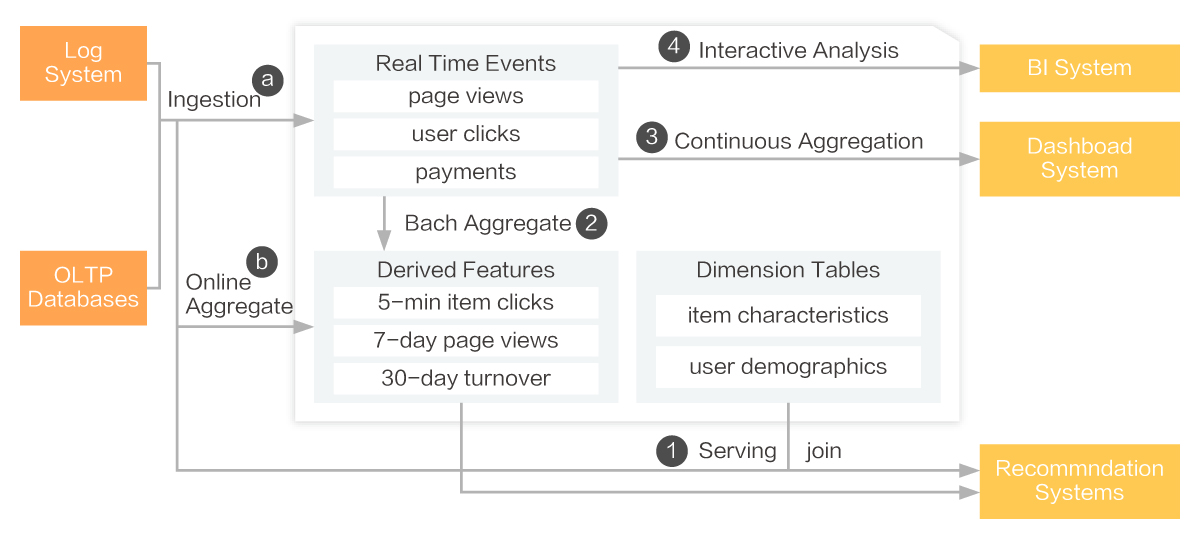 Log
System
Ingestion
a
OLTP
Databases
b
Online
Aggregate
Real Time Events
page views
user clicks
payments
Bach Aggregate
2
Derived Features
5-min item clicks
7-day page views
30-day turnover
Dimension Tables
item characteristics
user demographics
4
Interactive Analysis
3
Continuous Aggregation
1
Serving
join
BI System
Dashboad
System
Recommndation
Systems